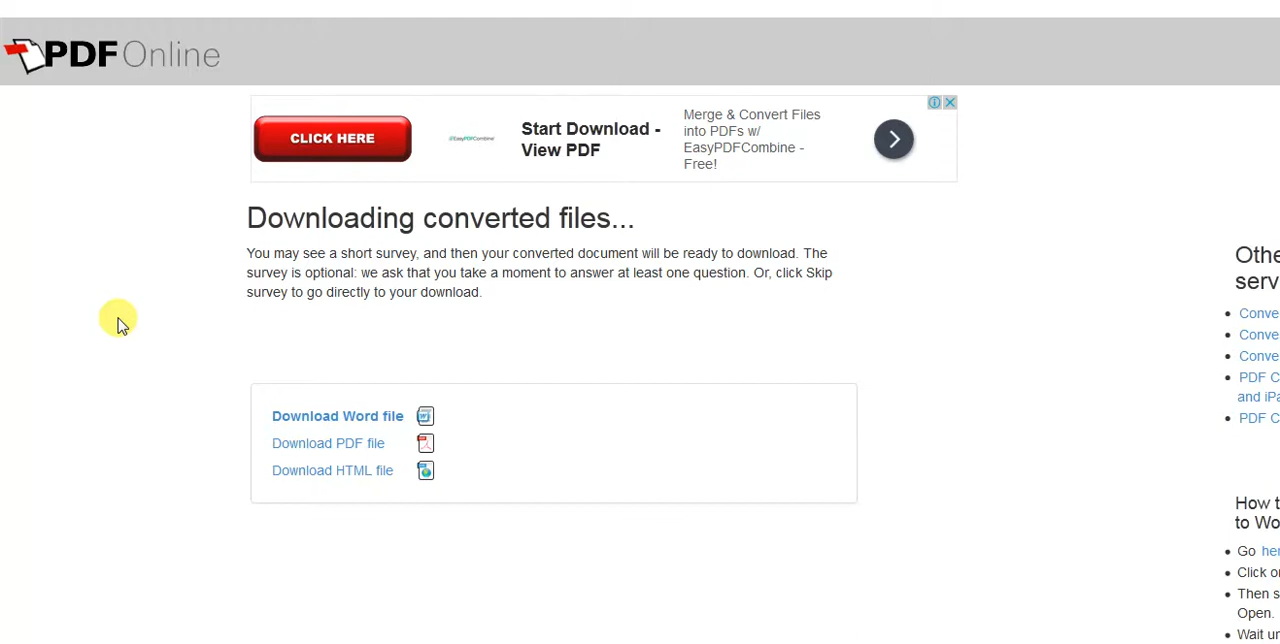 PDF Online
CLICK HERE
EasyPDFCombine
Start Download -
View PDF
Merge & Convert Files
into PDFs w/
EasyPDFCombine -
Free!
Downloading converted files...
You may see a short survey, and then your converted document will be ready to download. The
survey is optional: we ask that you take a moment to answer at least one question. Or, click Skip
survey to go directly to your download.
Download Word file
Download PDF file
Download HTML file
Othe
serv
Conve
Conve
Conve
PDF C
and iPa
PDF C
How t
to Wo
Go her
Click o
Then s
Open.
Wait un